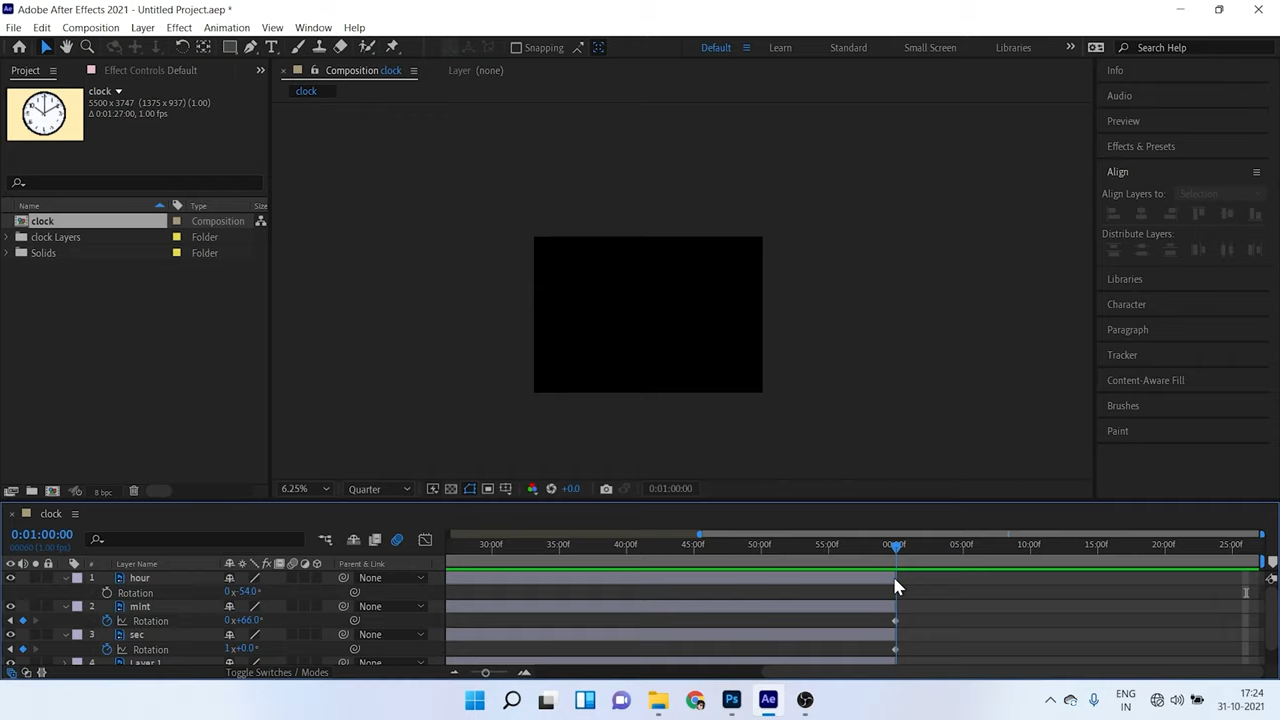 Adobe After Effects 2021 - Untitled Project.aep *
File Edit Composition Layer Effect Animation View Window Help
Snapping Default Learn Standard Small Screen Libraries Search Help
Project Effect Controls Default Composition clock Layer (none) Info
clock
5500 x 3747 (1375 x 937) (1.00)
Δ 0:01:27:00, 1.00 fps
clock
Audio
Preview
Effects & Presets
Align
Align Layers to: Selection
Distribute Layers:
Libraries
Character
Paragraph
Tracker
Content-Aware Fill
Brushes
Paint
Name Type Size
clock Composition
clock Layers Folder
Solids Folder
8 bpc
6.25% Quarter +0.0 0:01:00:00
clock
0:01:00:00
00060 (1.00 fps)
30:00f 35:00f 40:00f 45:00f 50:00f 55:00f 00:00f 05:00f 10:00f 15:00f 20:00f 25:00f
# Layer Name Parent & Link
1 hour None
Rotation 0x-54.0°
2 mint None
Rotation 0x+66.0°
3 sec None
Rotation 1x+0.0°
4 Layer 1 None
Toggle Switches / Modes
ENG
IN
17:24
31-10-2021